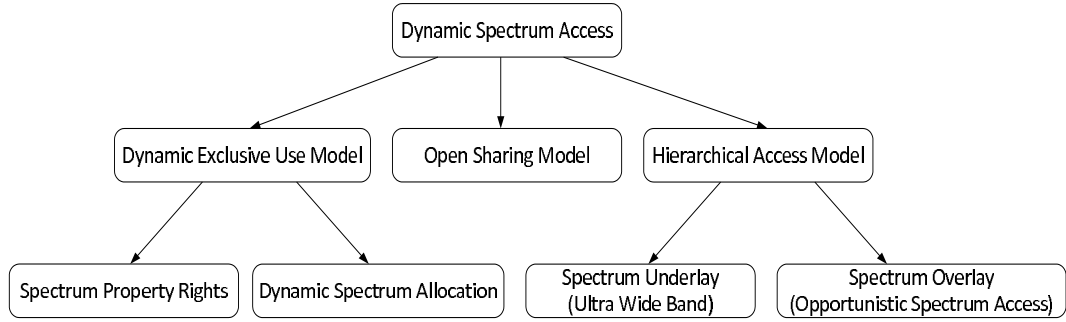 Dynamic Spectrum Access
Dynamic Exclusive Use Model
Open Sharing Model
Hierarchical Access Model
Spectrum Property Rights
Dynamic Spectrum Allocation
Spectrum Underlay
(Ultra Wide Band)
Spectrum Overlay
(Opportunistic Spectrum Access)